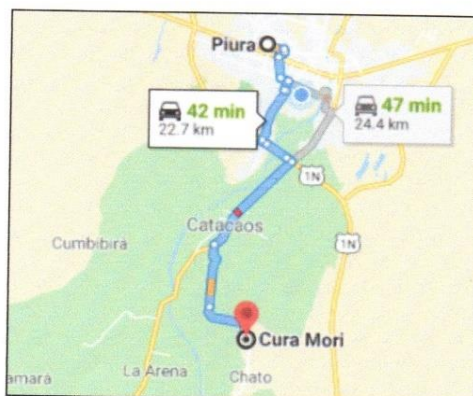 Piura
42 min
22.7 km
47 min
24.4 km
1N
Catacaos
Cumbibirá
1N
Cura Mori
La Arena
amará
Chato